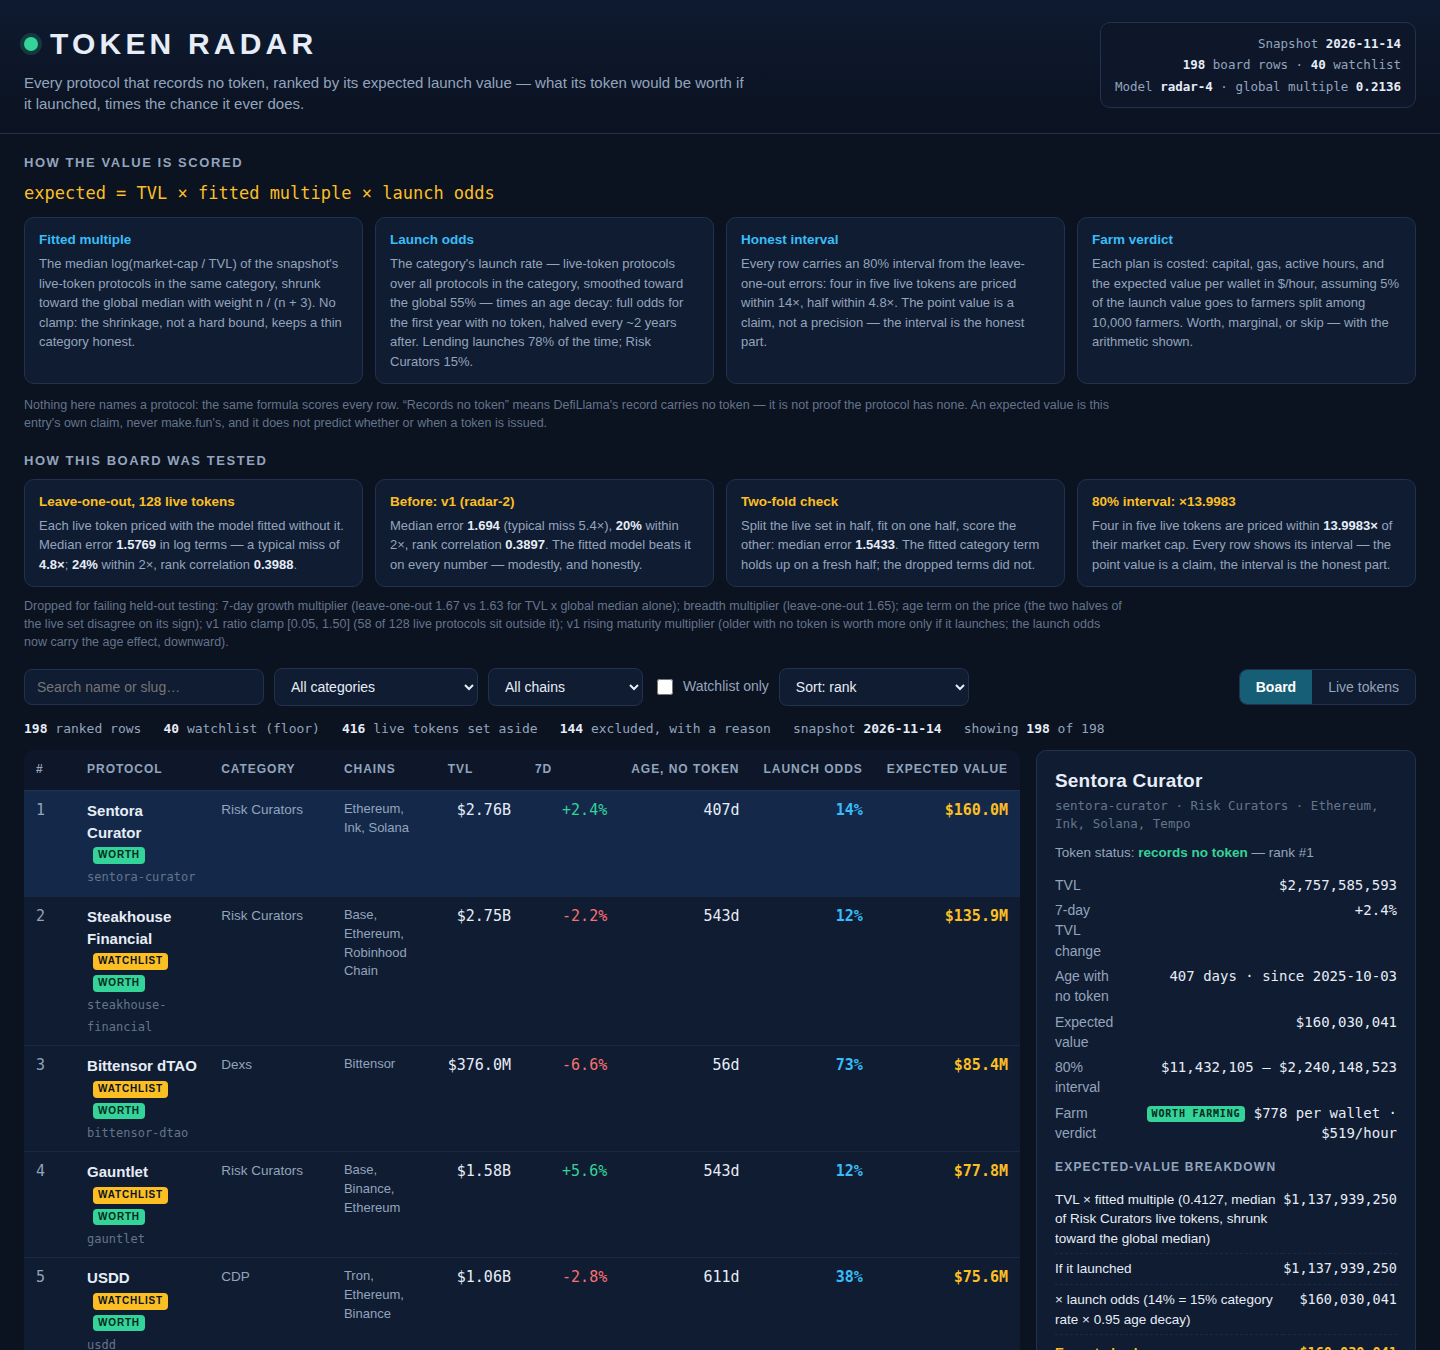 TOKEN RADAR
Every protocol that records no token, ranked by its expected launch value — what its token would be worth if
it launched, times the chance it ever does.
Snapshot 2026-11-14
198 board rows · 40 watchlist
Model radar-4 · global multiple 0.2136
HOW THE VALUE IS SCORED
expected = TVL × fitted multiple × launch odds
Fitted multiple
The median log(market-cap / TVL) of the snapshot's
live-token protocols in the same category, shrunk
toward the global median with weight n / (n + 3). No
clamp: the shrinkage, not a hard bound, keeps a thin
category honest.
Launch odds
The category's launch rate — live-token protocols
over all protocols in the category, smoothed toward
the global 55% — times an age decay: full odds for
the first year with no token, halved every ~2 years
after. Lending launches 78% of the time; Risk
Curators 15%.
Honest interval
Every row carries an 80% interval from the leave-
one-out errors: four in five live tokens are priced
within 14×, half within 4.8×. The point value is a
claim, not a precision — the interval is the honest
part.
Farm verdict
Each plan is costed: capital, gas, active hours, and
the expected value per wallet in $/hour, assuming 5%
of the launch value goes to farmers split among
10,000 farmers. Worth, marginal, or skip — with the
arithmetic shown.
Nothing here names a protocol: the same formula scores every row. “Records no token” means DefiLlama's record carries no token — it is not proof the protocol has none. An expected value is this
entry's own claim, never make.fun's, and it does not predict whether or when a token is issued.
HOW THIS BOARD WAS TESTED
Leave-one-out, 128 live tokens
Each live token priced with the model fitted without it.
Median error 1.5769 in log terms — a typical miss of
4.8×; 24% within 2×, rank correlation 0.3988.
Before: v1 (radar-2)
Median error 1.694 (typical miss 5.4×), 20% within
2×, rank correlation 0.3897. The fitted model beats it
on every number — modestly, and honestly.
Two-fold check
Split the live set in half, fit on one half, score the
other: median error 1.5433. The fitted category term
holds up on a fresh half; the dropped terms did not.
80% interval: ×13.9983
Four in five live tokens are priced within 13.9983× of
their market cap. Every row shows its interval — the
point value is a claim, the interval is the honest part.
Dropped for failing held-out testing: 7-day growth multiplier (leave-one-out 1.67 vs 1.63 for TVL x global median alone); breadth multiplier (leave-one-out 1.65); age term on the price (the two halves of
the live set disagree on its sign); v1 ratio clamp [0.05, 1.50] (58 of 128 live protocols sit outside it); v1 rising maturity multiplier (older with no token is worth more only if it launches; the launch odds
now carry the age effect, downward).
Search name or slug…
All categories
All chains
Watchlist only
Sort: rank
Board
Live tokens
198 ranked rows 40 watchlist (floor) 416 live tokens set aside 144 excluded, with a reason snapshot 2026-11-14 showing 198 of 198
# PROTOCOL CATEGORY CHAINS TVL 7D AGE, NO TOKEN LAUNCH ODDS EXPECTED VALUE
1 Sentora Curator WORTH sentora-curator Risk Curators Ethereum, Ink, Solana $2.76B +2.4% 407d 14% $160.0M
2 Steakhouse Financial WATCHLIST WORTH steakhouse-financial Risk Curators Base, Ethereum, Robinhood Chain $2.75B -2.2% 543d 12% $135.9M
3 Bittensor dTAO WATCHLIST WORTH bittensor-dtao Dexs Bittensor $376.0M -6.6% 56d 73% $85.4M
4 Gauntlet WATCHLIST WORTH gauntlet Risk Curators Base, Binance, Ethereum $1.58B +5.6% 543d 12% $77.8M
5 USDD WATCHLIST WORTH usdd CDP Tron, Ethereum, Binance $1.06B -2.8% 611d 38% $75.6M
Sentora Curator
sentora-curator · Risk Curators · Ethereum,
Ink, Solana, Tempo
Token status: records no token — rank #1
TVL $2,757,585,593
7-day TVL change +2.4%
Age with no token 407 days · since 2025-10-03
Expected value $160,030,041
80% interval $11,432,105 — $2,240,148,523
Farm verdict WORTH FARMING $778 per wallet · $519/hour
EXPECTED-VALUE BREAKDOWN
TVL × fitted multiple (0.4127, median of Risk Curators live tokens, shrunk toward the global median) $1,137,939,250
If it launched $1,137,939,250
× launch odds (14% = 15% category rate × 0.95 age decay) $160,030,041